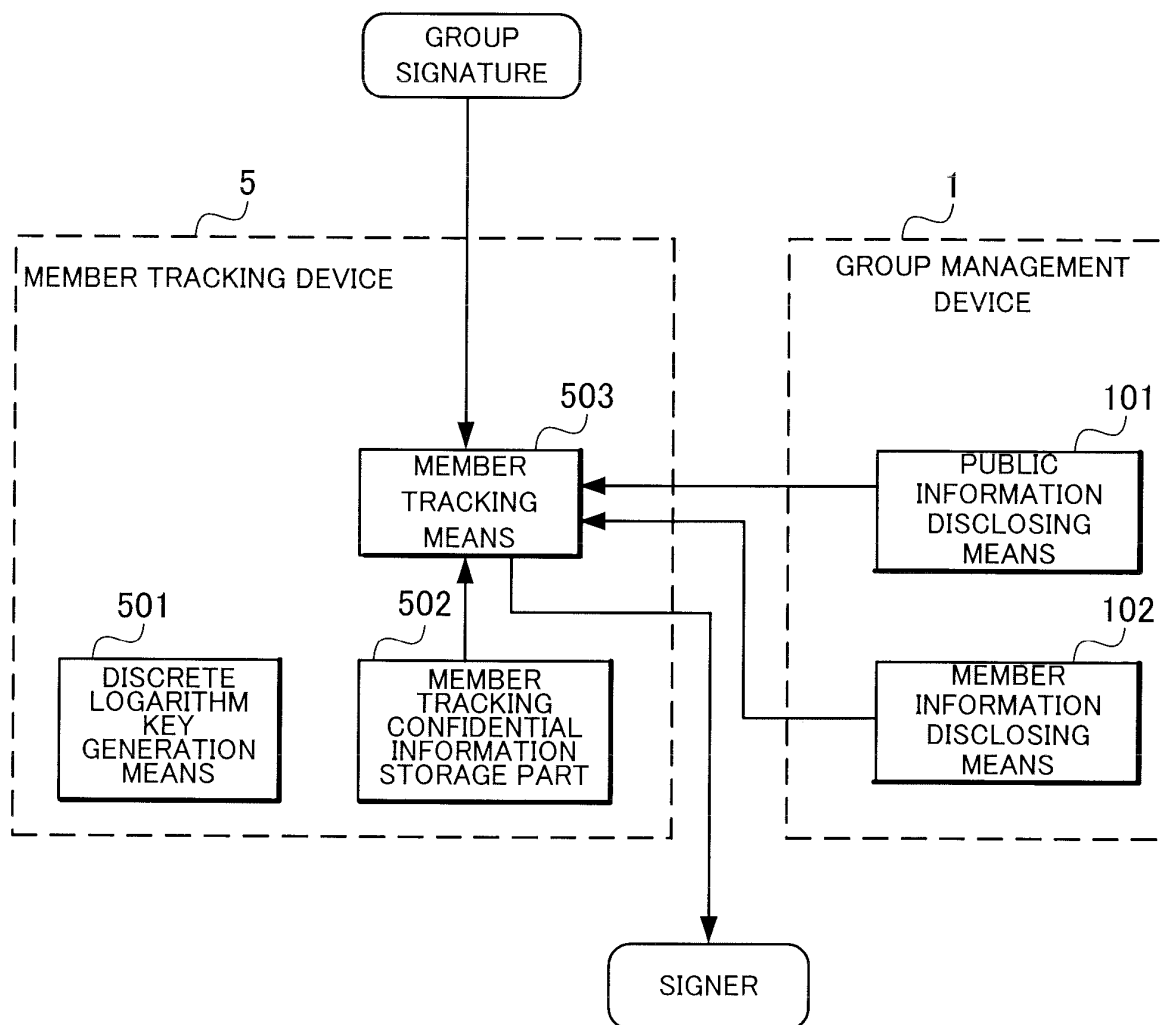 GROUP
SIGNATURE
5
1
MEMBER TRACKING DEVICE
GROUP MANAGEMENT
DEVICE
503
MEMBER
TRACKING
MEANS
101
PUBLIC
INFORMATION
DISCLOSING
MEANS
501
DISCRETE
LOGARITHM
KEY
GENERATION
MEANS
502
MEMBER
TRACKING
CONFIDENTIAL
INFORMATION
STORAGE PART
102
MEMBER
INFORMATION
DISCLOSING
MEANS
SIGNER